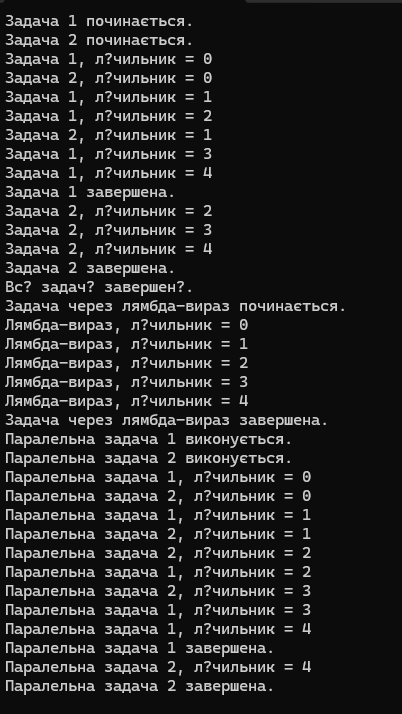 Задача 1 починається.
Задача 2 починається.
Задача 1, л?чильник = 0
Задача 2, л?чильник = 0
Задача 1, л?чильник = 1
Задача 1, л?чильник = 2
Задача 2, л?чильник = 1
Задача 1, л?чильник = 3
Задача 1, л?чильник = 4
Задача 1 завершена.
Задача 2, л?чильник = 2
Задача 2, л?чильник = 3
Задача 2, л?чильник = 4
Задача 2 завершена.
Вс? задач? завершен?.
Задача через лямбда-вираз починається.
Лямбда-вираз, л?чильник = 0
Лямбда-вираз, л?чильник = 1
Лямбда-вираз, л?чильник = 2
Лямбда-вираз, л?чильник = 3
Лямбда-вираз, л?чильник = 4
Задача через лямбда-вираз завершена.
Паралельна задача 1 виконується.
Паралельна задача 2 виконується.
Паралельна задача 1, л?чильник = 0
Паралельна задача 2, л?чильник = 0
Паралельна задача 1, л?чильник = 1
Паралельна задача 2, л?чильник = 1
Паралельна задача 2, л?чильник = 2
Паралельна задача 1, л?чильник = 2
Паралельна задача 2, л?чильник = 3
Паралельна задача 1, л?чильник = 3
Паралельна задача 1, л?чильник = 4
Паралельна задача 1 завершена.
Паралельна задача 2, л?чильник = 4
Паралельна задача 2 завершена.